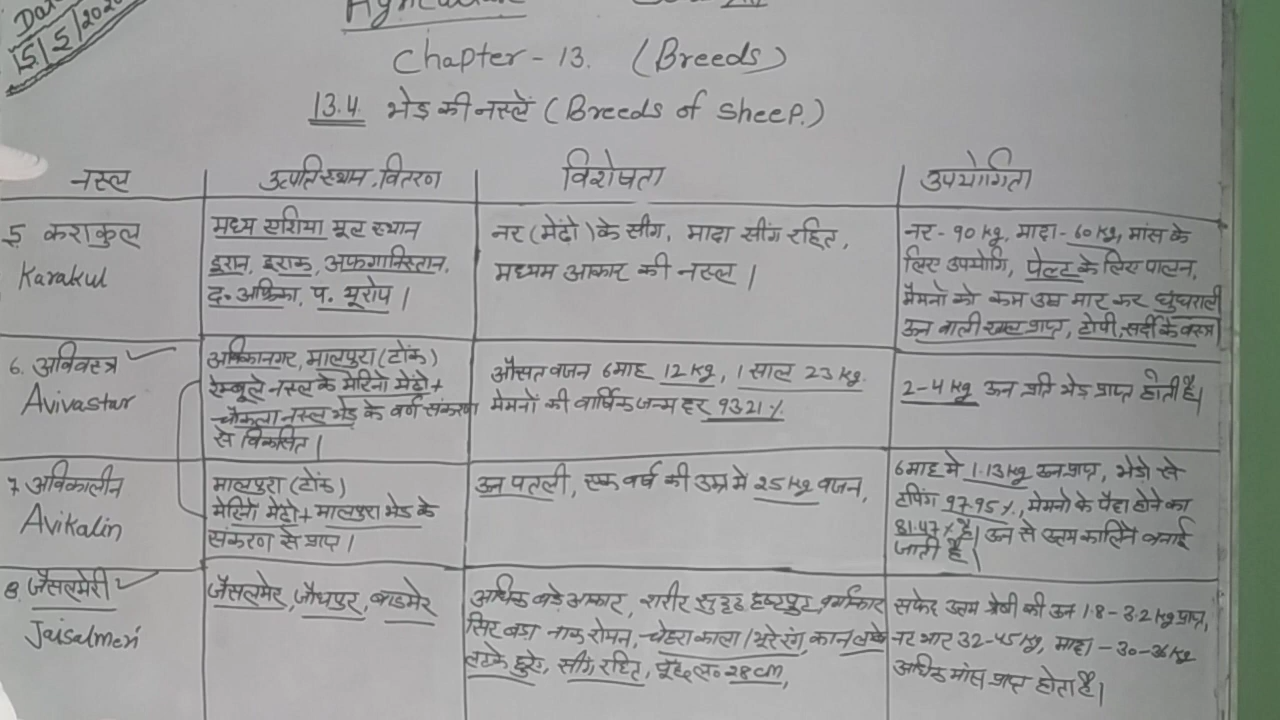 Date
5/5/2020
Chapter - 13. (Breeds)
13.4. भेड की नस्लें (Breeds of Sheep.)
नस्ल
उत्पति स्थान, वितरण
विशेषता
उपयोगिता
5 कराकुल
Karakul
मध्य एशिया मूल स्थान
इरान, इराक, अफगानिस्तान,
द॰ अफ्रिका, प. यूरोप।
नर (मेंढो) के सींग, मादा सींग रहित,
मध्यम आकार की नस्ल।
नर - 90 kg, मादा - 60 kg, मांस के
लिए उपयोगि, पेल्ट के लिए पालन,
मैमनों को कम उम्र मार कर घुंघराली
ऊन वाली खाल प्राप्त, टोपी, सर्दी के वस्त्र
6. अविवस्त्र
Avivastar
अविकानगर, मालपुरा (टोंक)
रेम्बूले नस्ल के मेरिनो मेंढो +
चौकला नस्ल भेड़ के वर्ण संकरण
से विकसित।
औसत वजन 6 माह 12 kg, 1 साल 23 kg.
मेमनों की वार्षिक जन्म दर 93.21 %
2-4 kg ऊन प्रति भेड प्राप्त होती है।
7. अविकालीन
Avikalin
मालपुरा (टोंक)
मेरिनो मेंढो + मालपुरा भेड के
संकरण से प्राप्त।
ऊन पतली, एक वर्ष की उम्र मे 25 kg वजन,
6 माह मे 1.13 kg ऊन प्राप्त, भेडो से
टपिंग 97.95 %, मेमनो के पैदा होने का
81.47 % है। ऊन से उत्तम कालिन बनाई
जाती है।
8. जैसलमेरी
Jaisalmeri
जैसलमेर, जौधपुर, बाडमेर
अधिक बडे आकार, शरीर सुदृढ हष्टपुष्ट वर्गाकार
सिर बडा नाक रोमन, चेहरा काला / भूरे रंग, कान लम्बे
लटके हुऐ, सींग रहित, पूंछ ल॰ 28 cm,
सफेद उत्तम श्रेणी की ऊन 1.8 - 3.2 kg प्राप्त,
नर भार 32-45 kg, मादा - 30-36 kg
अधिक मांस प्राप्त होता है।